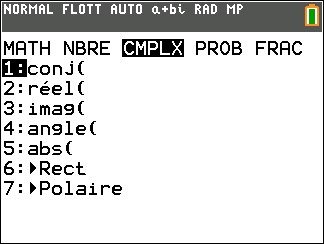 NORMAL FLOTT AUTO a+bi RAD MP
MATH NBRE CMPLX PROB FRAC
1:conj(
2:réel(
3:imag(
4:angle(
5:abs(
6:▶Rect
7:▶Polaire